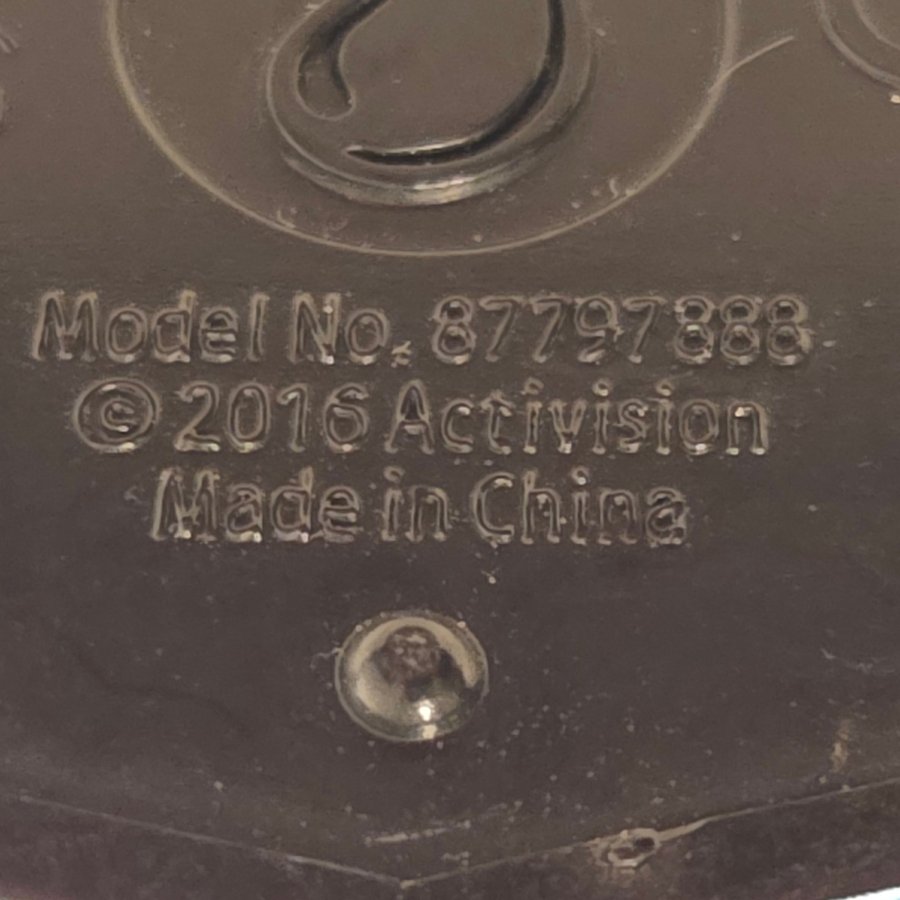 Model No. 87797888
© 2016 Activision
Made in China